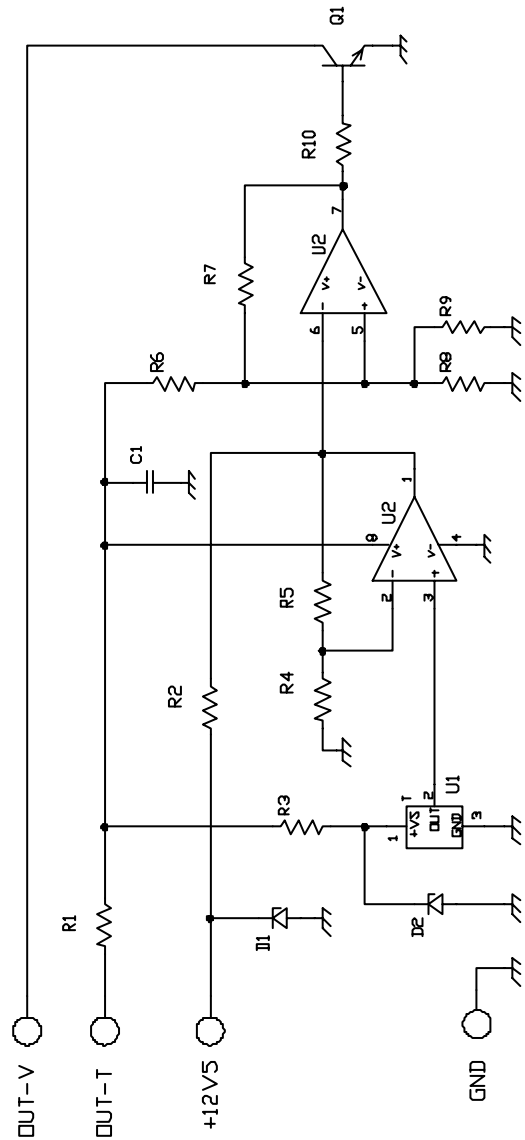 OUT-V
OUT-T
+12VS
GND
R1
D1
D2
R3
U1
T
1
+VS
OUT
2
GND
3
R2
R4
R5
2
3
-
+
V+
V-
8
4
U2
1
C1
R6
R7
R8
R9
6
5
-
+
V+
V-
U2
7
R10
Q1